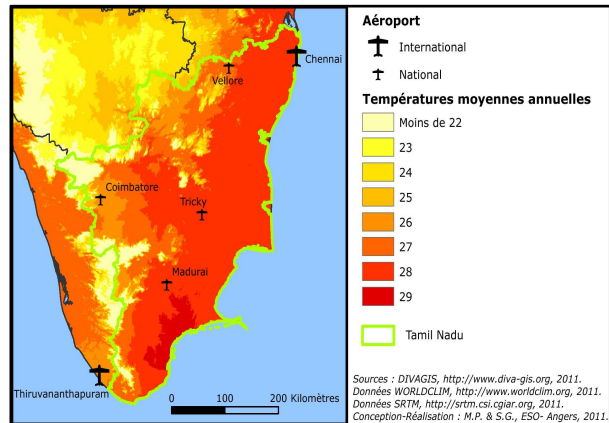 Chennai
Vellore
Coimbatore
Tricky
Madurai
Thiruvananthapuram
0 100 200 Kilomètres
Aéroport
International
National
Températures moyennes annuelles
Moins de 22
23
24
25
26
27
28
29
Tamil Nadu
Sources : DIVAGIS, http://www.diva-gis.org, 2011.
Données WORLDCLIM, http://www.worldclim.org, 2011.
Données SRTM, http://srtm.csi.cgiar.org, 2011.
Conception-Réalisation : M.P. & S.G., ESO- Angers, 2011.